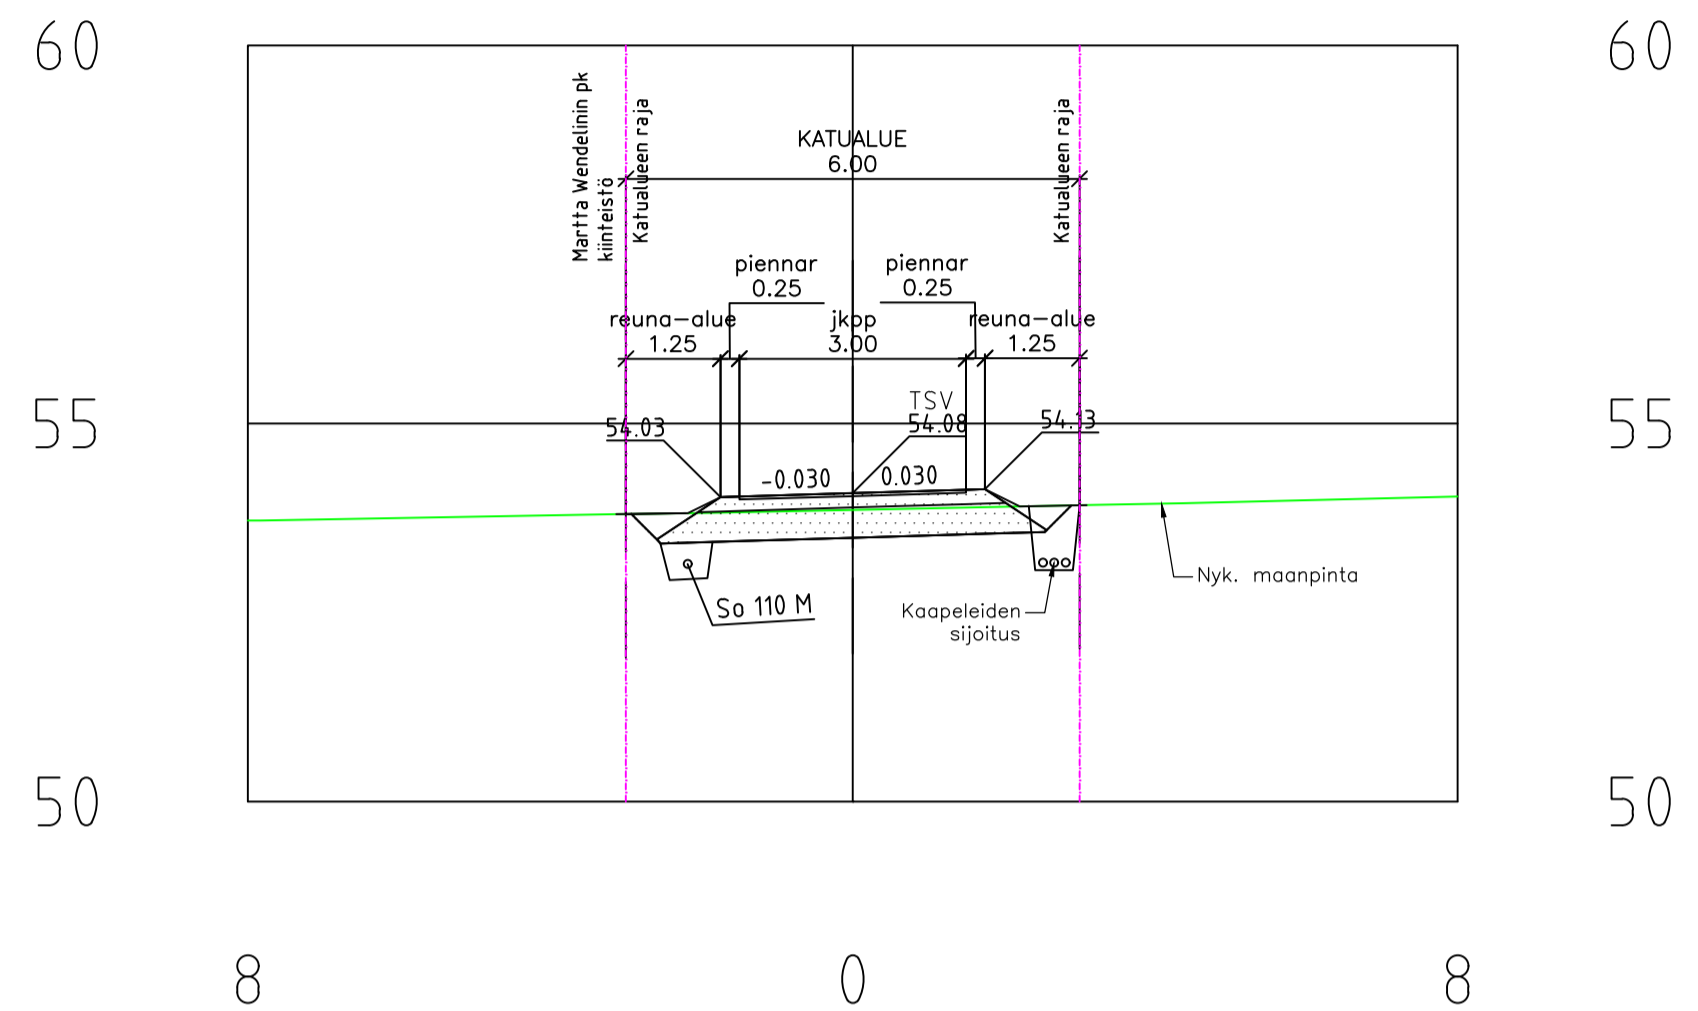 60
60
Martta Wendelinin pk
kiinteistö
Katualueen raja
KATUALUE
6.00
Katualueen raja
piennar
0.25
piennar
0.25
reuna-alue
1.25
jkpp
3.00
reuna-alue
1.25
55
55
TSV
54.03
54.08
54.13
-0.030
0.030
Nyk. maanpinta
So 110 M
Kaapeleiden
sijoitus
50
50
8
0
8